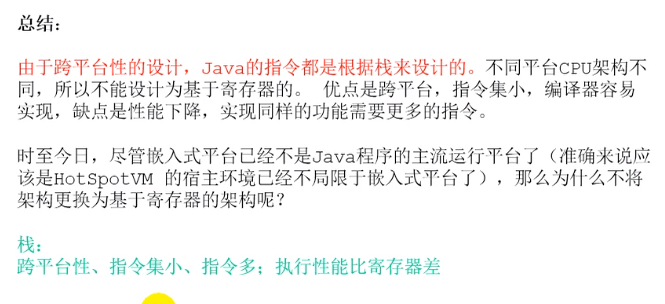 总结:
由于跨平台性的设计，Java的指令都是根据栈来设计的。不同平台CPU架构不
同，所以不能设计为基于寄存器的。 优点是跨平台，指令集小，编译器容易
实现，缺点是性能下降，实现同样的功能需要更多的指令。
时至今日，尽管嵌入式平台已经不是Java程序的主流运行平台了（准确来说应
该是HotSpotVM 的宿主环境已经不局限于嵌入式平台了），那么为什么不将
架构更换为基于寄存器的架构呢？
栈:
跨平台性、指令集小、指令多；执行性能比寄存器差